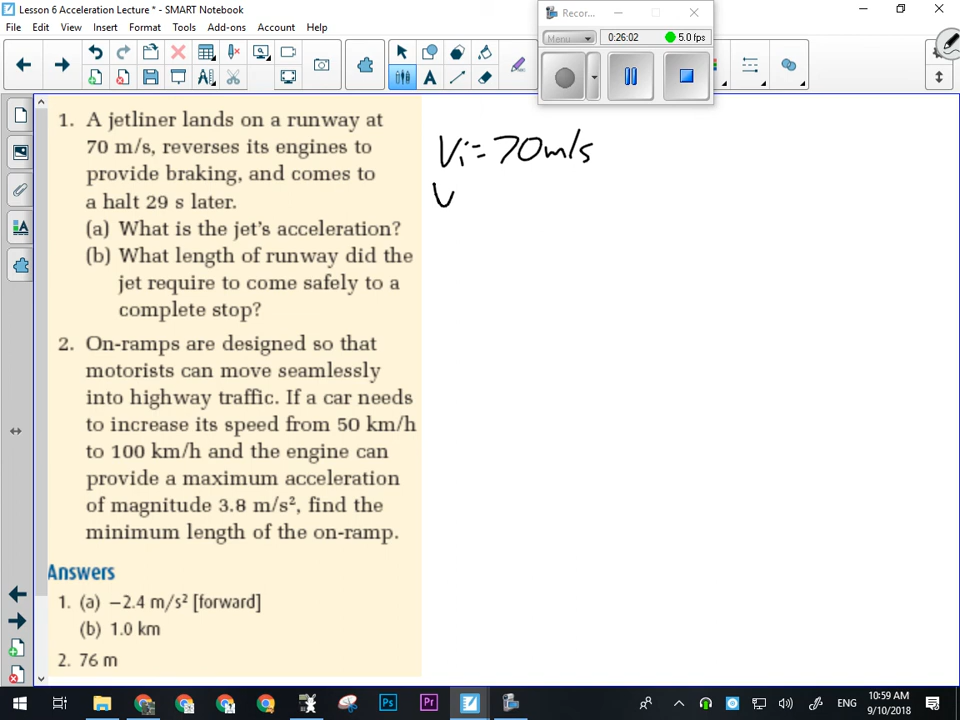 Lesson 6 Acceleration Lecture * - SMART Notebook
Recor...
File Edit View Insert Format Tools Add-ons Account Help
Menu
0:26:02
5.0 fps
1. A jetliner lands on a runway at
70 m/s, reverses its engines to
provide braking, and comes to
a halt 29 s later.
(a) What is the jet's acceleration?
(b) What length of runway did the
jet require to come safely to a
complete stop?
2. On-ramps are designed so that
motorists can move seamlessly
into highway traffic. If a car needs
to increase its speed from 50 km/h
to 100 km/h and the engine can
provide a maximum acceleration
of magnitude 3.8 m/s², find the
minimum length of the on-ramp.
Answers
1. (a) −2.4 m/s² [forward]
(b) 1.0 km
2. 76 m
Vi = 70 m/s
V
Ps
Pr
ENG
10:59 AM
9/10/2018